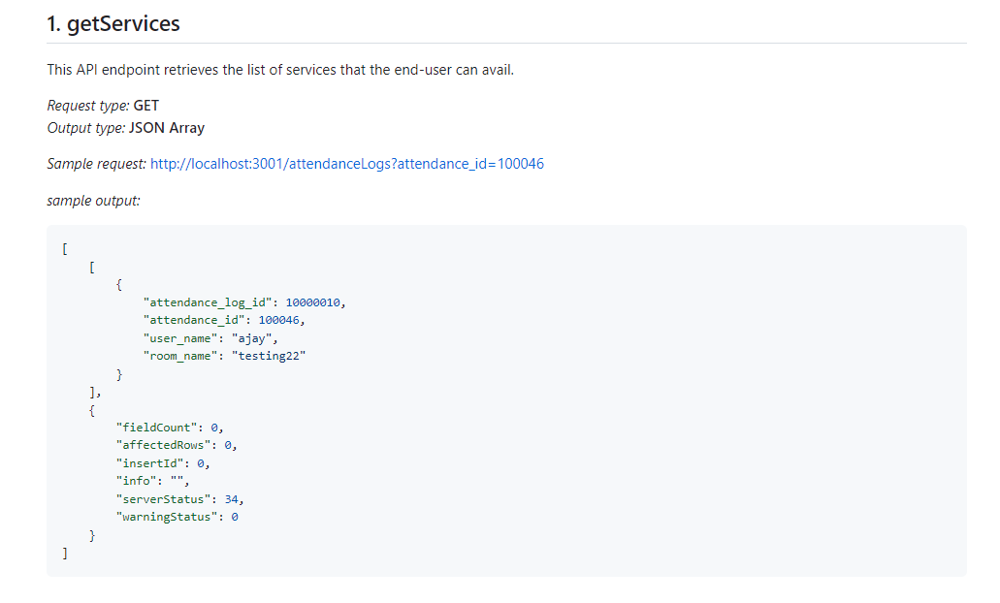 1. getServices
This API endpoint retrieves the list of services that the end-user can avail.
Request type: GET
Output type: JSON Array
Sample request: http://localhost:3001/attendanceLogs?attendance_id=100046
sample output:
[
    [
        {
            "attendance_log_id": 10000010,
            "attendance_id": 100046,
            "user_name": "ajay",
            "room_name": "testing22"
        }
    ],
    {
        "fieldCount": 0,
        "affectedRows": 0,
        "insertId": 0,
        "info": "",
        "serverStatus": 34,
        "warningStatus": 0
    }
]